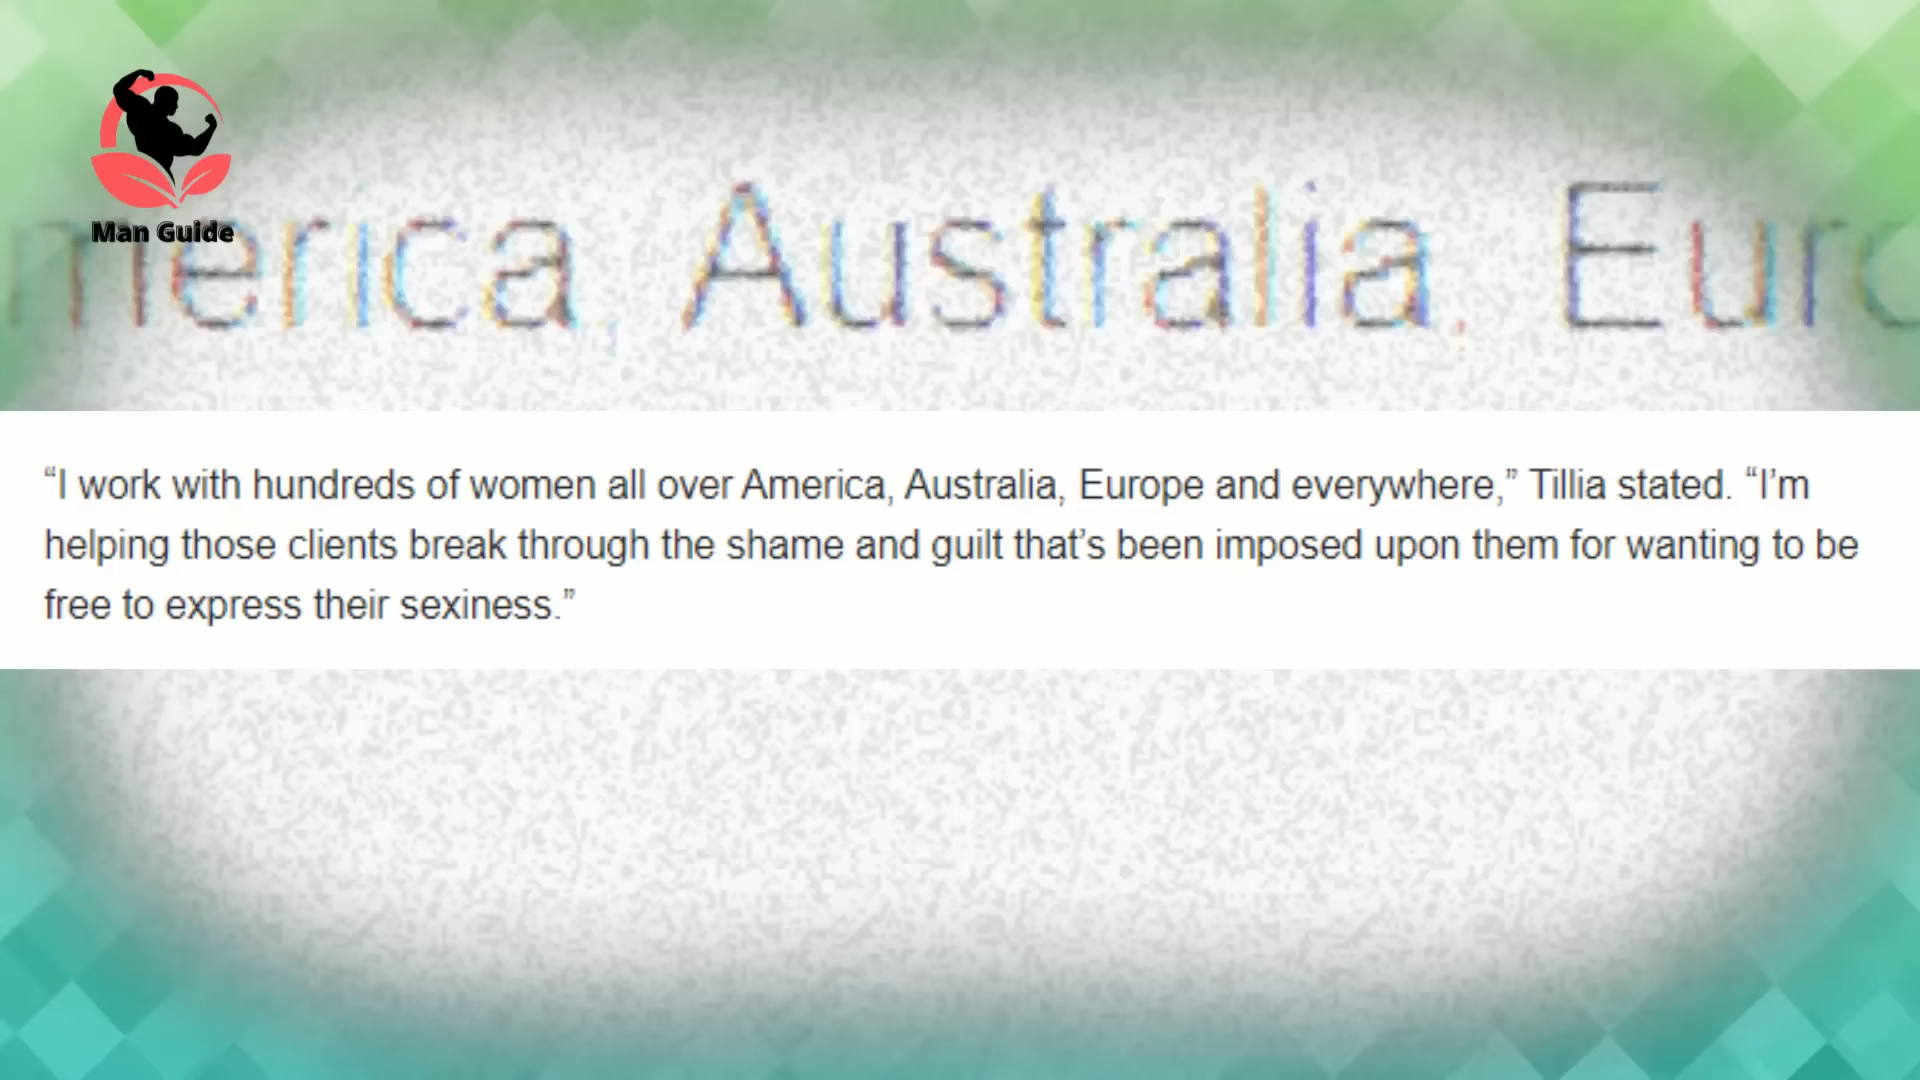 merica, Australia, Euro
Man Guide
“I work with hundreds of women all over America, Australia, Europe and everywhere,” Tillia stated. “I’m
helping those clients break through the shame and guilt that’s been imposed upon them for wanting to be
free to express their sexiness.”